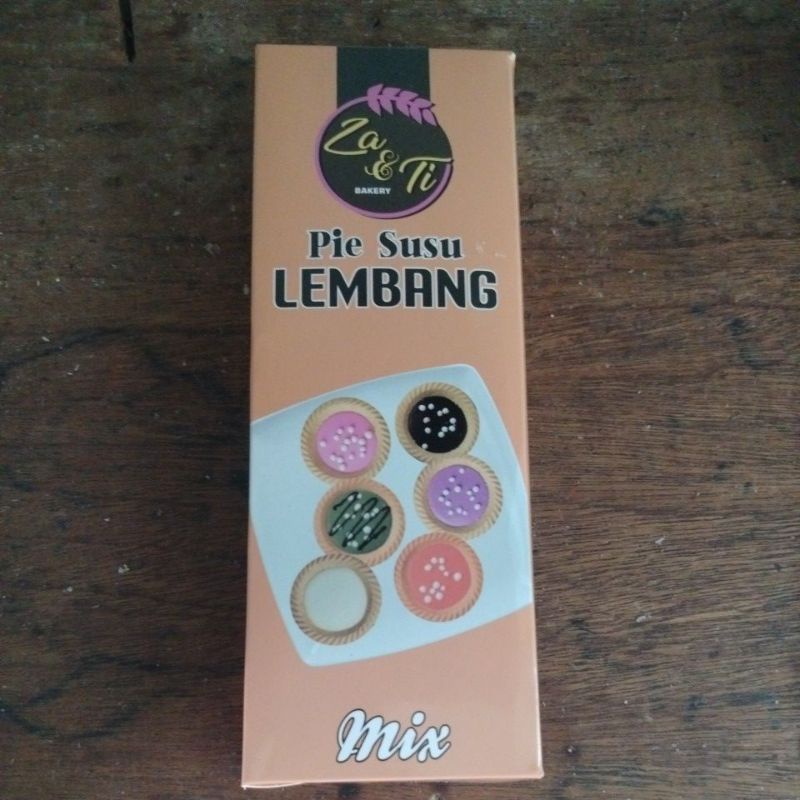 Za
&
Ti
BAKERY
Pie Susu
LEMBANG
mix